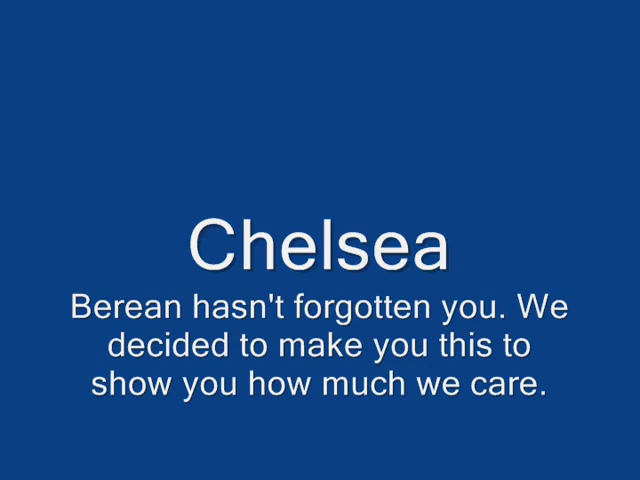 Chelsea
Berean hasn't forgotten you. We
decided to make you this to
show you how much we care.